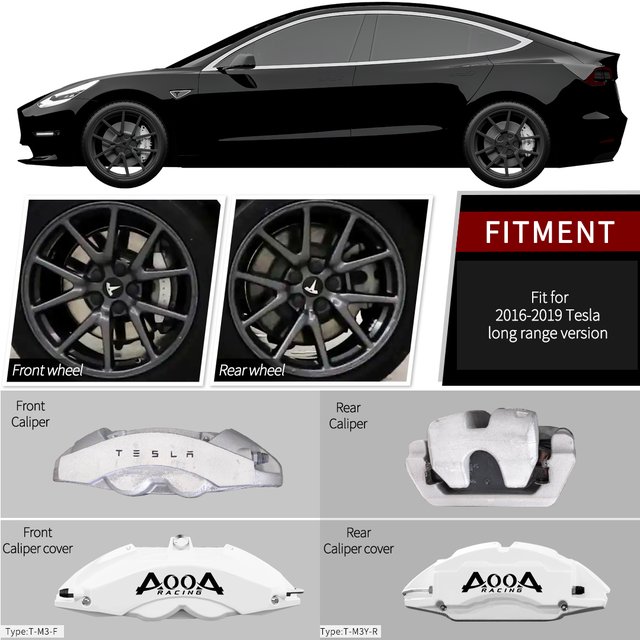 FITMENT
Fit for
2016-2019 Tesla
long range version
Front wheel
Rear wheel
Front
Caliper
TESLA
Rear
Caliper
Front
Caliper cover
AOOA
RACING
Type:T-M3-F
Rear
Caliper cover
AOOA
RACING
Type:T-M3Y-R